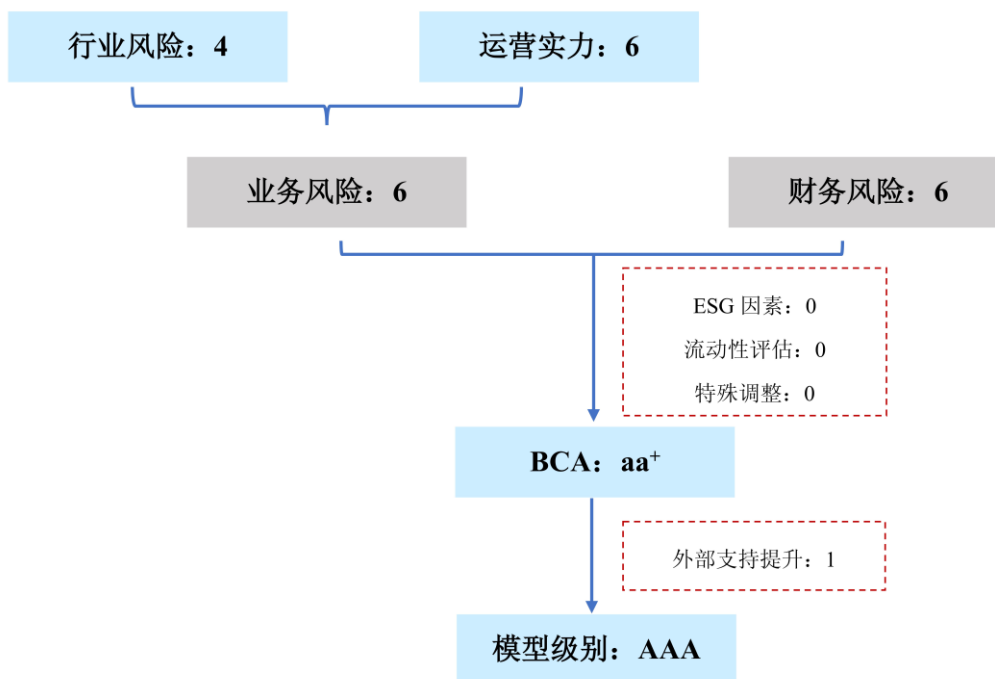 行业风险：4
运营实力：6
业务风险：6
财务风险：6
ESG 因素：0
流动性评估：0
特殊调整：0
BCA：aa⁺
外部支持提升：1
模型级别：AAA